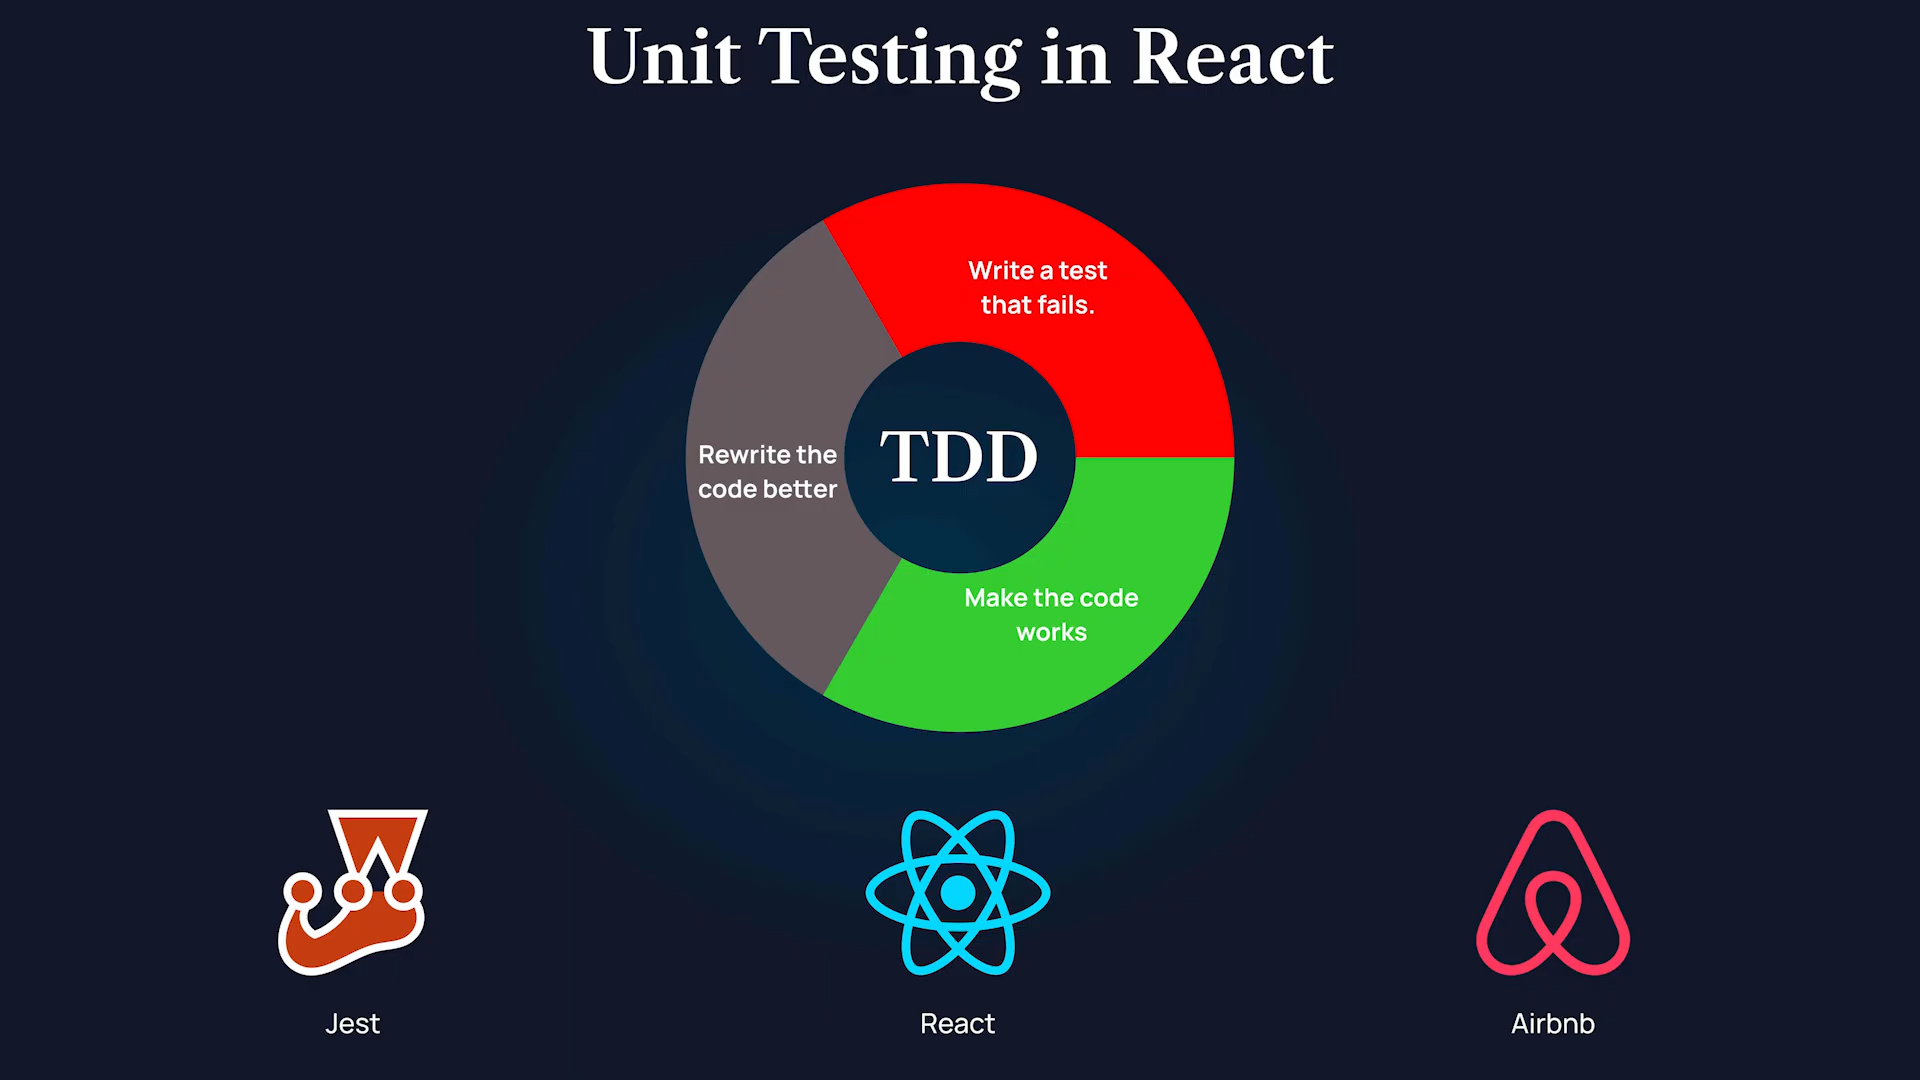 Unit Testing in React
Write a test
that fails.
Rewrite the
code better
TDD
Make the code
works
Jest
React
Airbnb